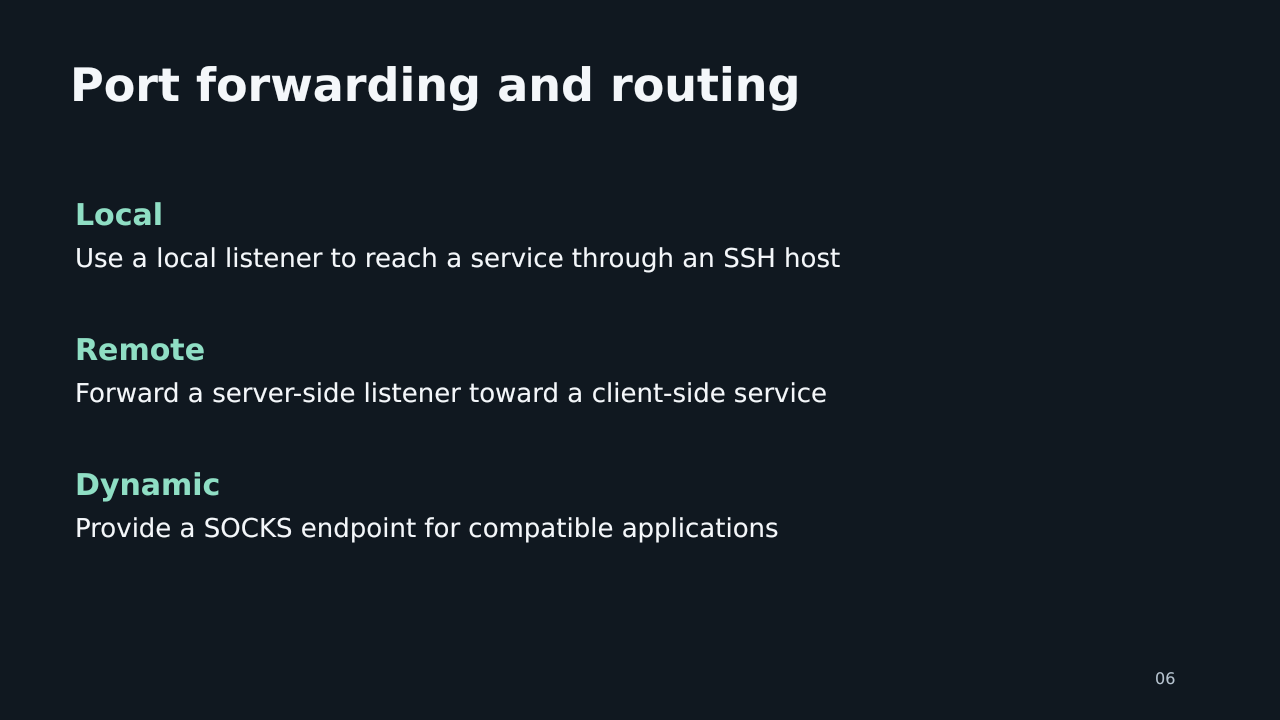 Port forwarding and routing
Local
Use a local listener to reach a service through an SSH host
Remote
Forward a server-side listener toward a client-side service
Dynamic
Provide a SOCKS endpoint for compatible applications
06